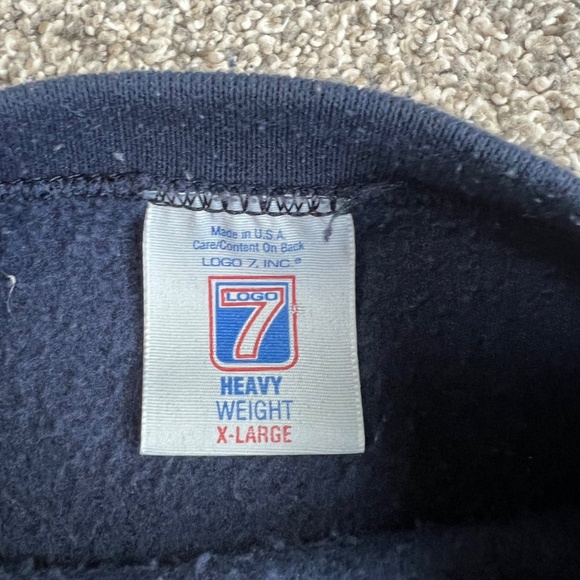 Made in U.S.A.
Care/Content On Back
LOGO 7, INC.®
LOGO
7
HEAVY
WEIGHT
X-LARGE